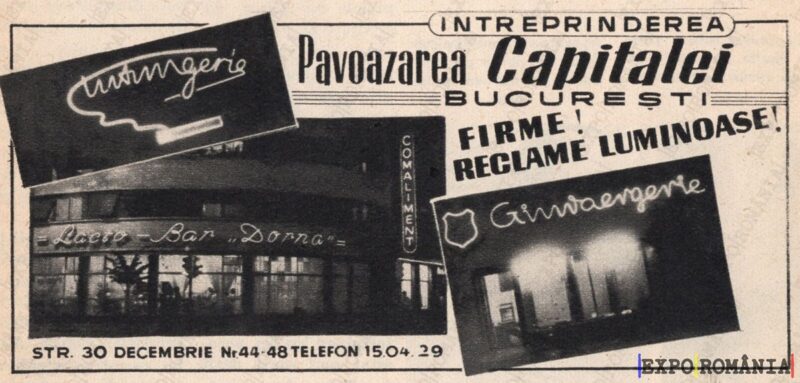 INTREPRINDEREA
Pavoazarea Capitalei
BUCUREȘTI
FIRME!
RECLAME LUMINOASE!
Tutungerie
COMALIMENT
= Lacto-Bar „Dorna" =
Giuvaergerie
STR. 30 DECEMBRIE Nr 44-48 TELEFON 15.04.29
EXPO ROMÂNIA